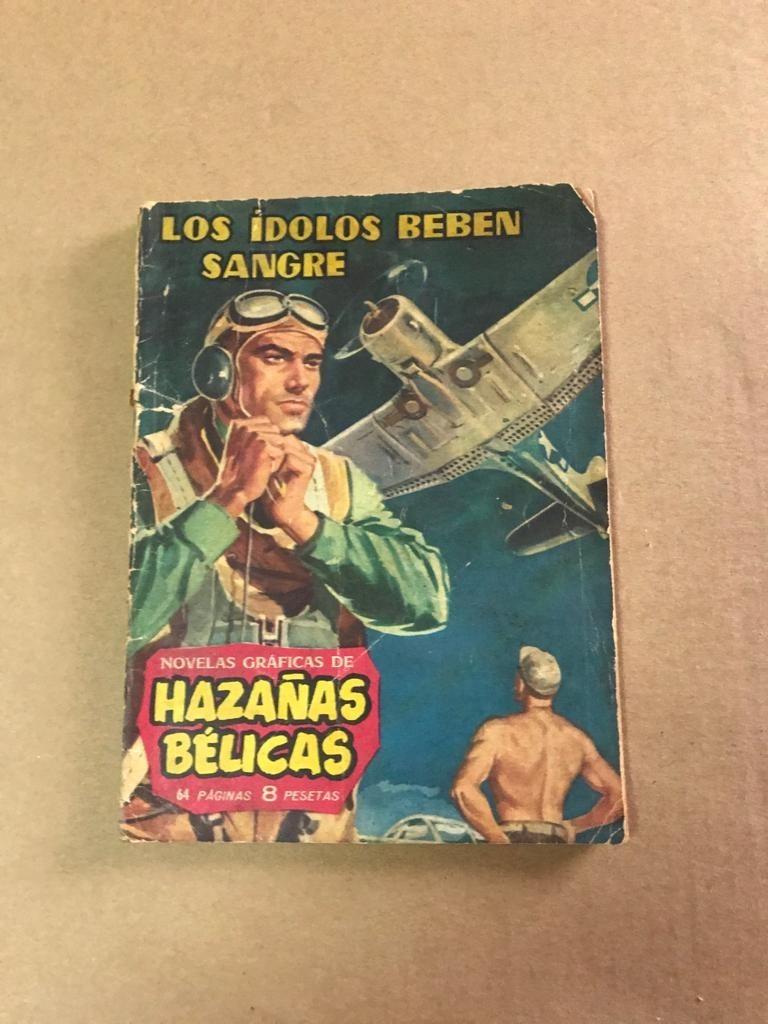 LOS ÍDOLOS BEBEN
SANGRE
NOVELAS GRÁFICAS DE
HAZAÑAS
BÉLICAS
64 PÁGINAS 8 PESETAS